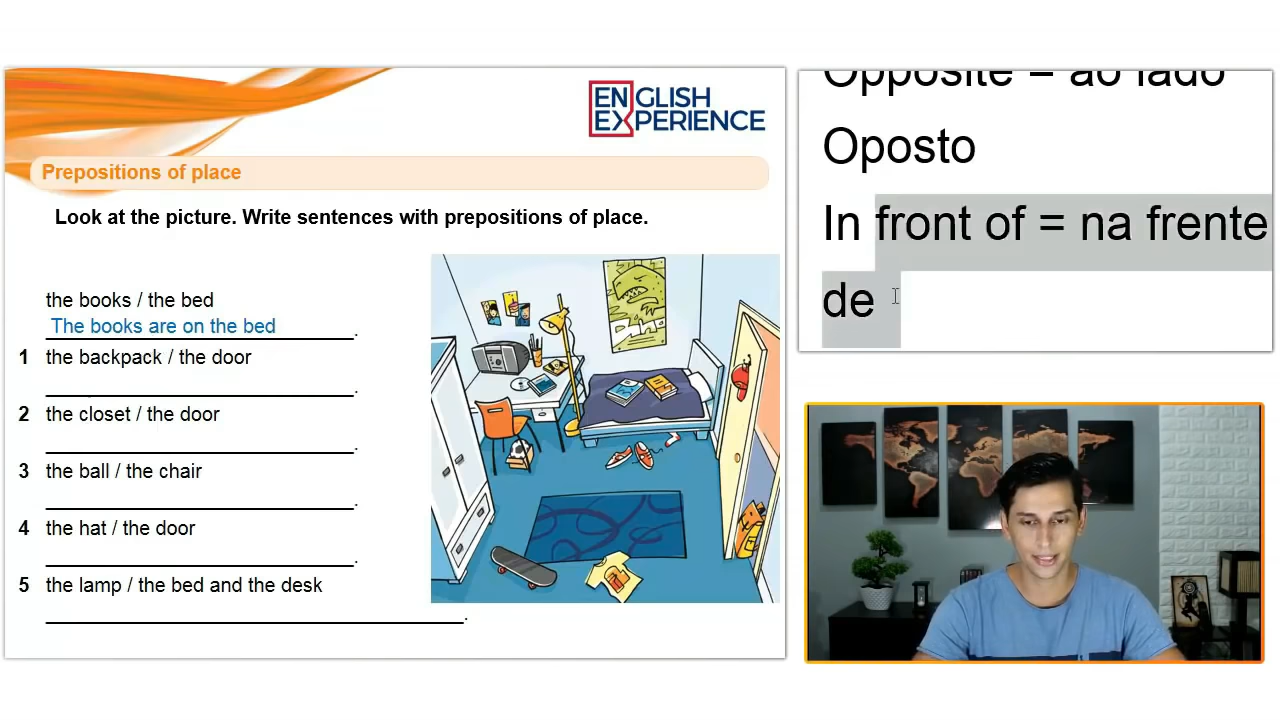 ENGLISH
EXPERIENCE
Prepositions of place
Look at the picture. Write sentences with prepositions of place.
the books / the bed
The books are on the bed
.
1 the backpack / the door
.
2 the closet / the door
.
3 the ball / the chair
.
4 the hat / the door
.
5 the lamp / the bed and the desk
.
Opposite = ao lado
Oposto
In front of = na frente
de